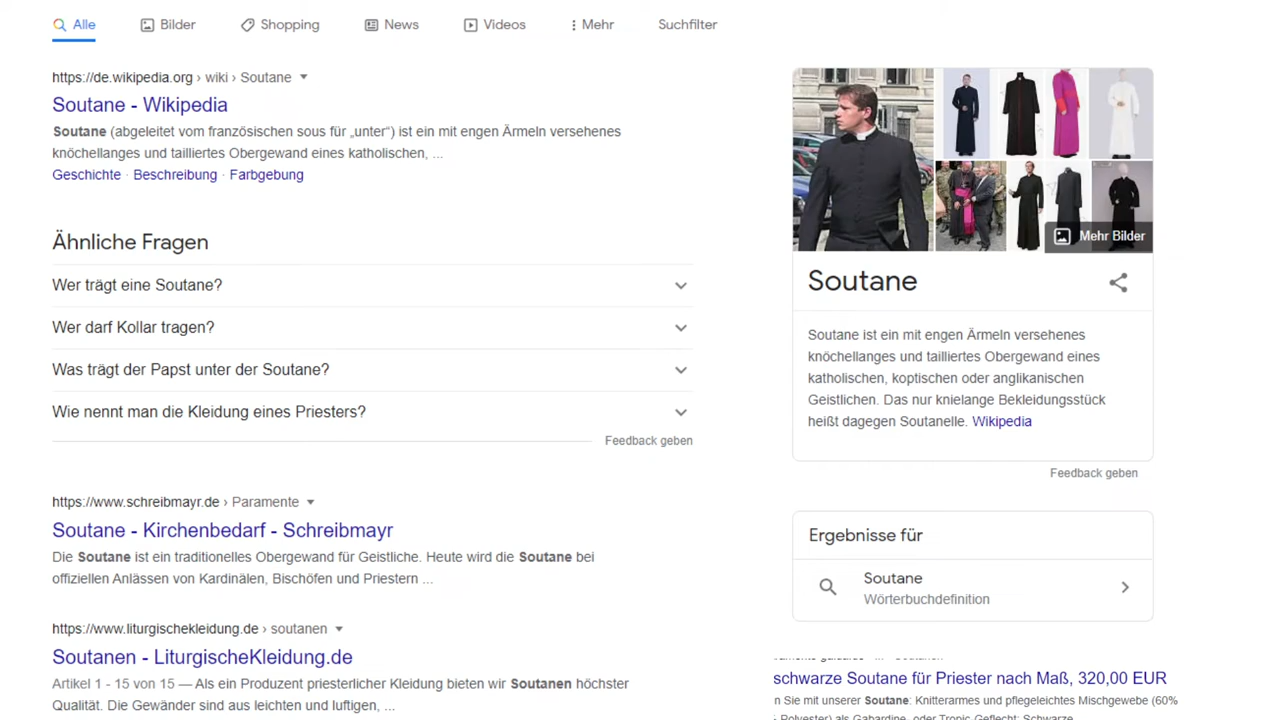 Alle Bilder Shopping News Videos Mehr Suchfilter
https://de.wikipedia.org › wiki › Soutane
Soutane - Wikipedia
Soutane (abgeleitet vom französischen sous für „unter“) ist ein mit engen Ärmeln versehenes
knöchellanges und tailliertes Obergewand eines katholischen, ...
Geschichte · Beschreibung · Farbgebung
Ähnliche Fragen
Wer trägt eine Soutane?
Wer darf Kollar tragen?
Was trägt der Papst unter der Soutane?
Wie nennt man die Kleidung eines Priesters?
Feedback geben
https://www.schreibmayr.de › Paramente
Soutane - Kirchenbedarf - Schreibmayr
Die Soutane ist ein traditionelles Obergewand für Geistliche. Heute wird die Soutane bei
offiziellen Anlässen von Kardinälen, Bischöfen und Priestern ...
https://www.liturgischekleidung.de › soutanen
Soutanen - LiturgischeKleidung.de
Artikel 1 - 15 von 15 — Als ein Produzent priesterlicher Kleidung bieten wir Soutanen höchster
Qualität. Die Gewänder sind aus leichten und luftigen, ...
Mehr Bilder
Soutane
Soutane ist ein mit engen Ärmeln versehenes
knöchellanges und tailliertes Obergewand eines
katholischen, koptischen oder anglikanischen
Geistlichen. Das nur knielange Bekleidungsstück
heißt dagegen Soutanelle. Wikipedia
Feedback geben
Ergebnisse für
Soutane
Wörterbuchdefinition
schwarze Soutane für Priester nach Maß, 320,00 EUR
n Sie mit unserer Soutane: Knitterarmes und pflegeleichtes Mischgewebe (60%
Polyester) als Gabardine- oder Tropic-Geflecht: Schwarze